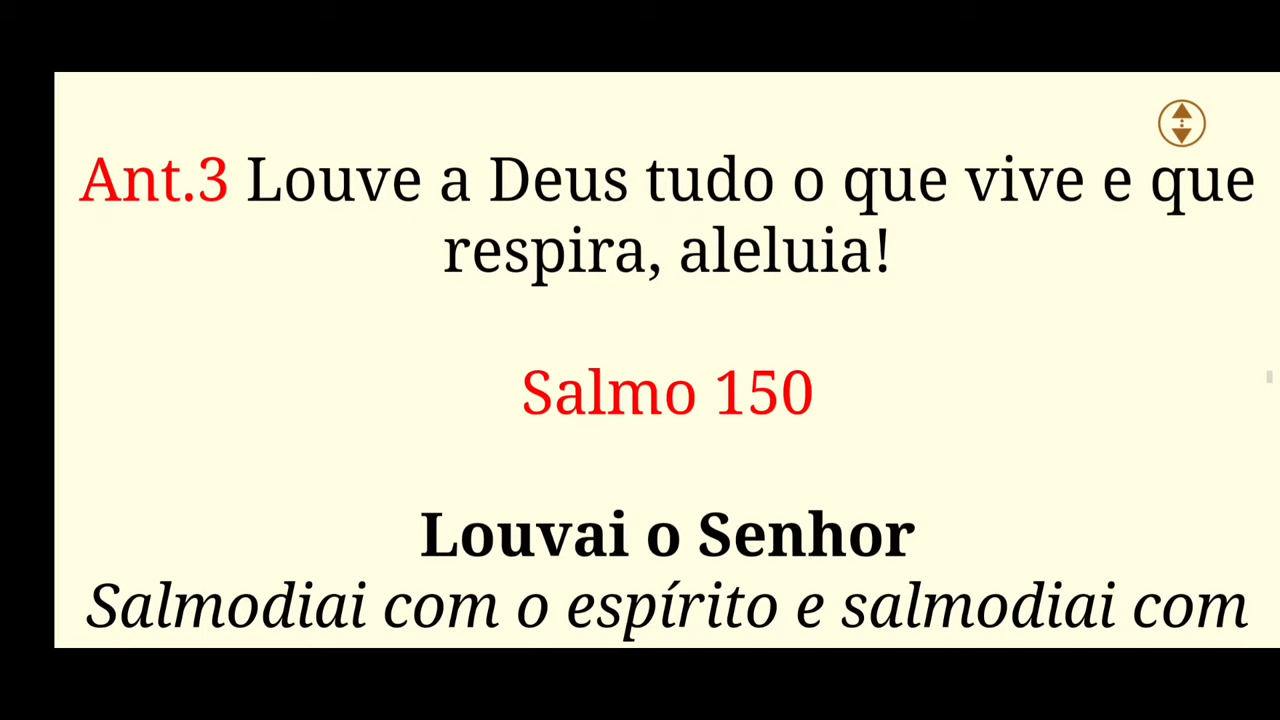 Ant.3 Louve a Deus tudo o que vive e que
respira, aleluia!
Salmo 150
Louvai o Senhor
Salmodiai com o espírito e salmodiai com